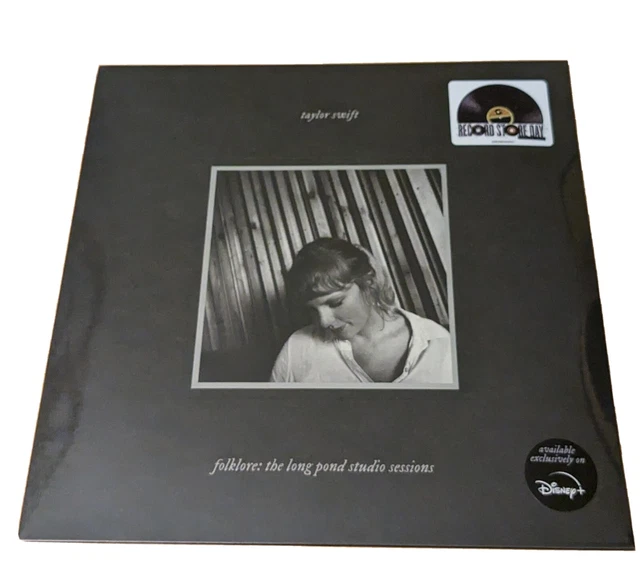 taylor swift
RECORD STORE DAY
folklore: the long pond studio sessions
available
exclusively on
Disney+